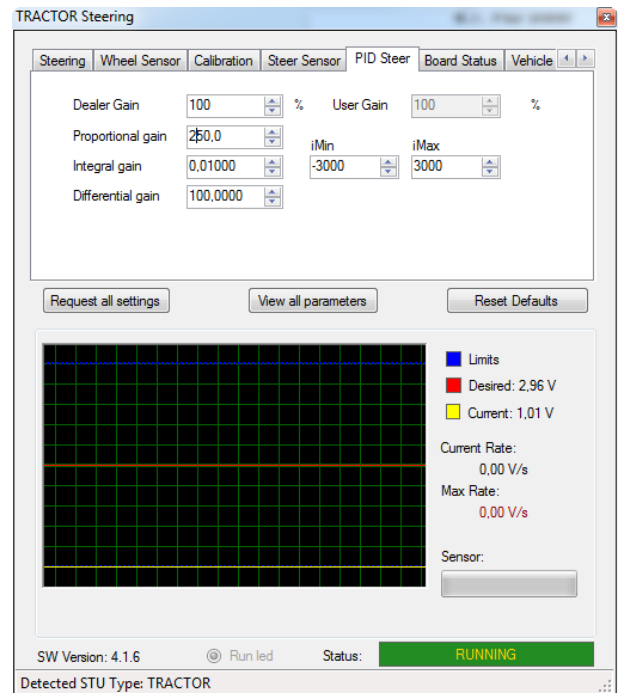 TRACTOR Steering
Steering Wheel Sensor Calibration Steer Sensor PID Steer Board Status Vehicle
Dealer Gain 100 % User Gain 100 %
Proportional gain 250,0
iMin iMax
Integral gain 0,01000 -3000 3000
Differential gain 100,0000
Request all settings View all parameters Reset Defaults
Limits
Desired: 2,96 V
Current: 1,01 V
Current Rate:
0,00 V/s
Max Rate:
0,00 V/s
Sensor:
SW Version: 4.1.6 Run led Status: RUNNING
Detected STU Type: TRACTOR